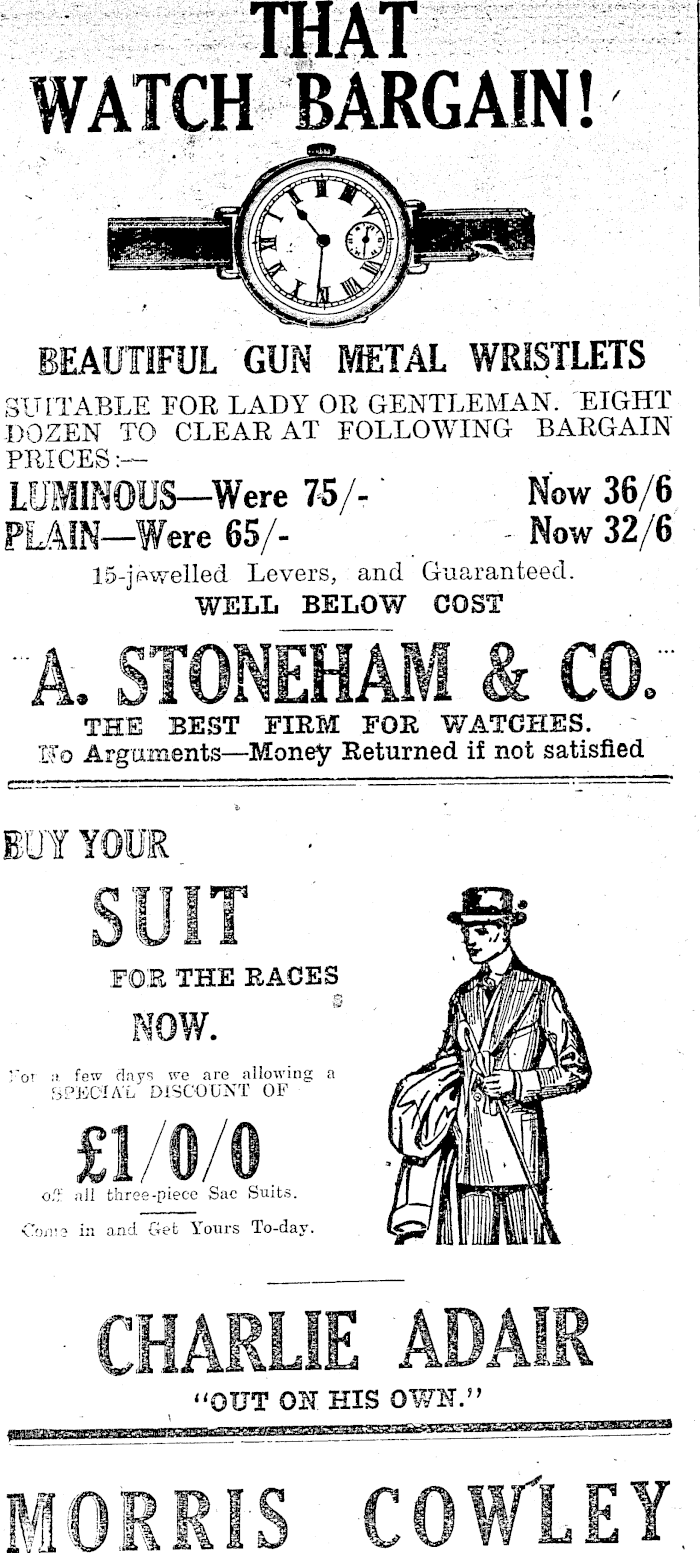 THAT
WATCH BARGAIN!
BEAUTIFUL GUN METAL WRISTLETS
SUITABLE FOR LADY OR GENTLEMAN. EIGHT
DOZEN TO CLEAR AT FOLLOWING BARGAIN
PRICES:—
LUMINOUS—Were 75/- Now 36/6
PLAIN—Were 65/- Now 32/6
15-jewelled Levers, and Guaranteed.
WELL BELOW COST
A. STONEHAM & CO.
THE BEST FIRM FOR WATCHES.
No Arguments—Money Returned if not satisfied
BUY YOUR
SUIT
FOR THE RACES
NOW.
For a few days we are allowing a
SPECIAL DISCOUNT OF
£1/0/0
off all three-piece Sac Suits.
Come in and Get Yours To-day.
CHARLIE ADAIR
"OUT ON HIS OWN."
MORRIS COWLEY